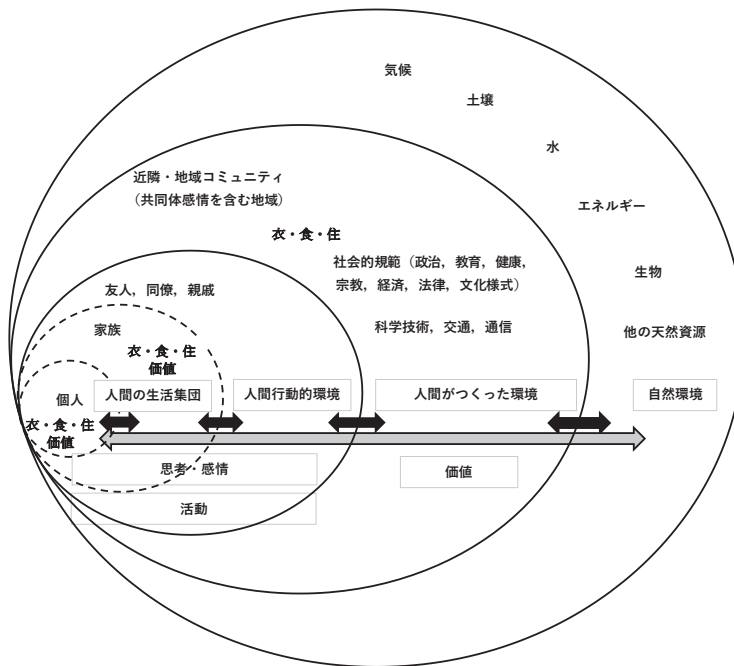 気候
土壌
水
近隣・地域コミュニティ
（共同体感情を含む地域）
エネルギー
衣・食・住
社会的規範（政治，教育，健康，
宗教，経済，法律，文化様式）
生物
友人，同僚，親戚
科学技術，交通，通信
他の天然資源
家族
衣・食・住
価値
個人
人間の生活集団
人間行動的環境
人間がつくった環境
自然環境
衣・食・住
価値
思考・感情
価値
活動